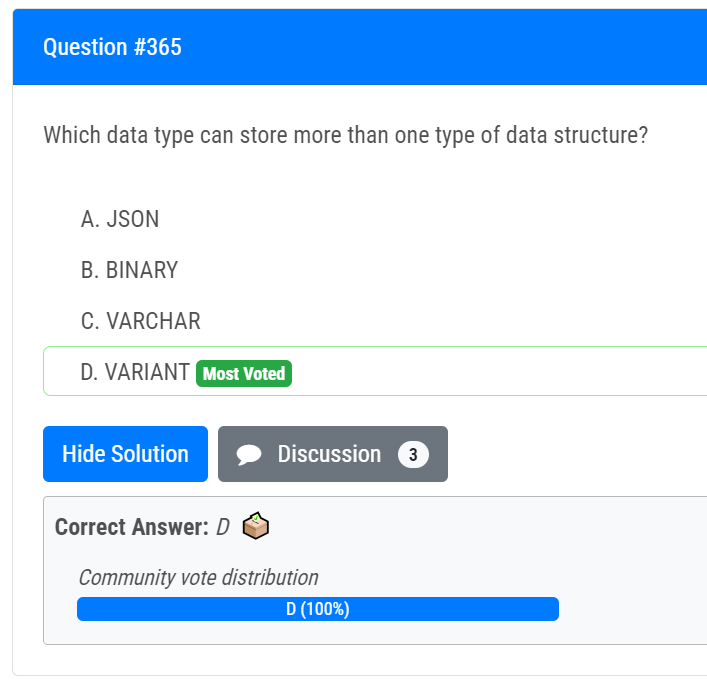 Question #365
Which data type can store more than one type of data structure?
A. JSON
B. BINARY
C. VARCHAR
D. VARIANT Most Voted
Hide Solution Discussion 3
Correct Answer: D
Community vote distribution
D (100%)